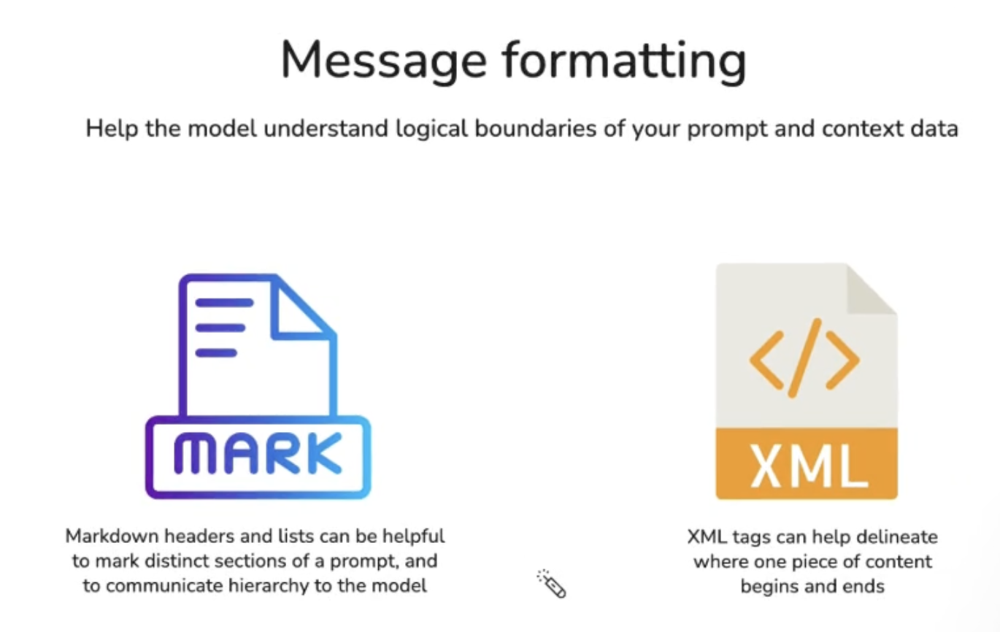 Message formatting
Help the model understand logical boundaries of your prompt and context data
MARK
XML
Markdown headers and lists can be helpful
to mark distinct sections of a prompt, and
to communicate hierarchy to the model
XML tags can help delineate
where one piece of content
begins and ends